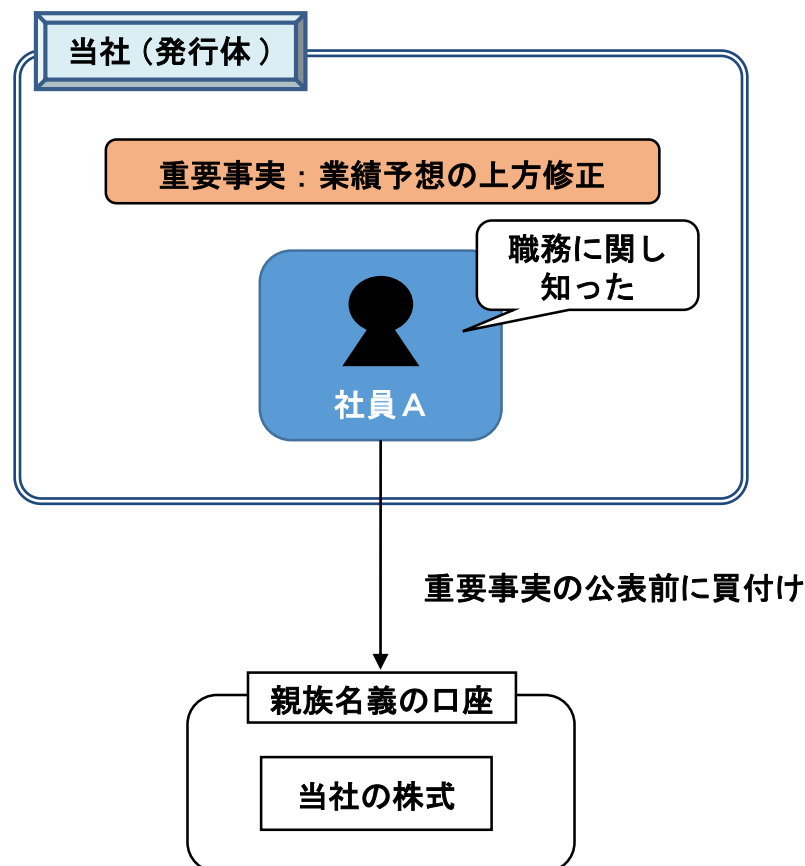 当社（発行体）
重要事実：業績予想の上方修正
職務に関し
知った
社員Ａ
重要事実の公表前に買付け
親族名義の口座
当社の株式